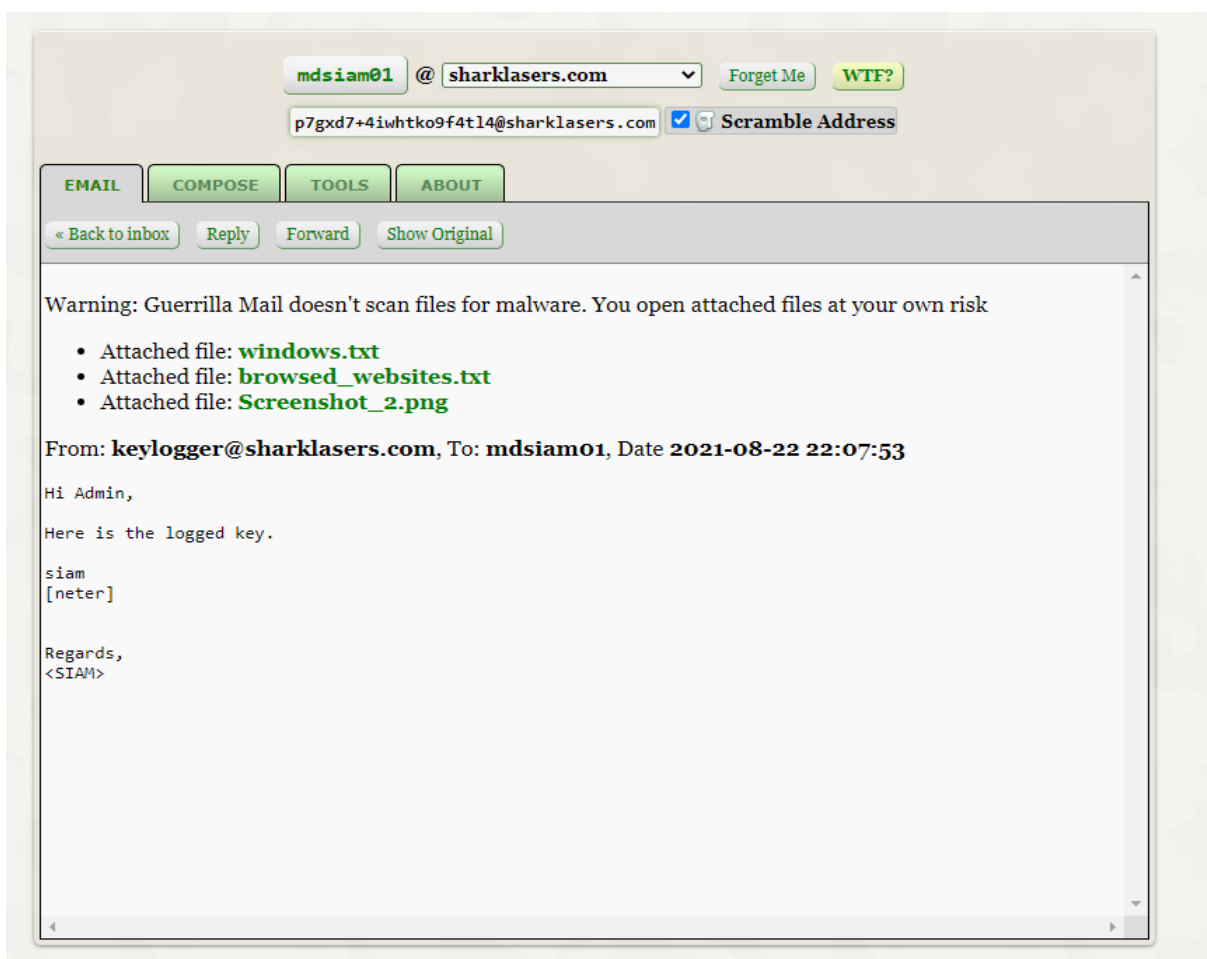 mdsiam01 @ sharklasers.com Forget Me WTF?
p7gxd7+4iwhtko9f4tl4@sharklasers.com Scramble Address
EMAIL COMPOSE TOOLS ABOUT
« Back to inbox Reply Forward Show Original
Warning: Guerrilla Mail doesn't scan files for malware. You open attached files at your own risk
• Attached file: windows.txt
• Attached file: browsed_websites.txt
• Attached file: Screenshot_2.png
From: keylogger@sharklasers.com, To: mdsiam01, Date 2021-08-22 22:07:53
Hi Admin,
Here is the logged key.
siam
[neter]
Regards,
<SIAM>